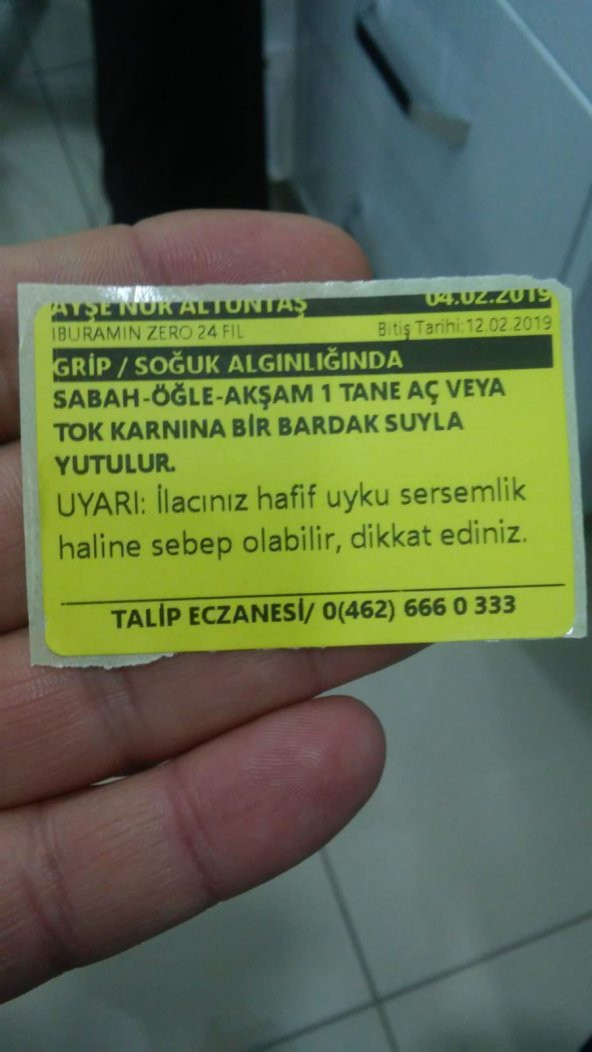 AYŞE NUR ALTUNTAŞ 04.02.2019
IBURAMIN ZERO 24 FIL Bitiş Tarihi:12.02.2019
GRİP / SOĞUK ALGINLIĞINDA
SABAH-ÖĞLE-AKŞAM 1 TANE AÇ VEYA
TOK KARNINA BİR BARDAK SUYLA
YUTULUR.
UYARI: İlacınız hafif uyku sersemlik
haline sebep olabilir, dikkat ediniz.
TALİP ECZANESİ/ 0(462) 666 0 333